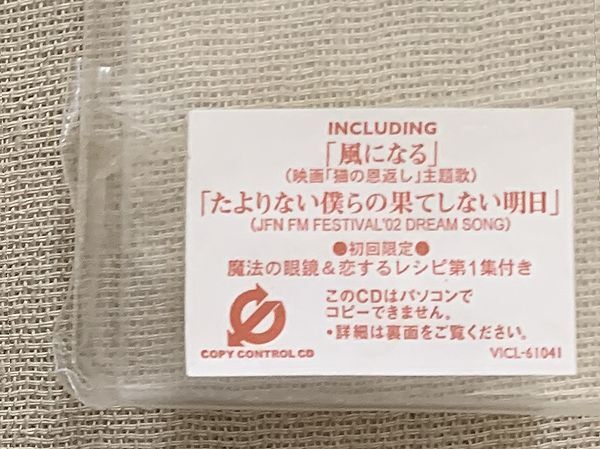 INCLUDING
「風になる」
(映画「猫の恩返し」主題歌)
「たよりない僕らの果てしない明日」
(JFN FM FESTIVAL'02 DREAM SONG)
●初回限定●
魔法の眼鏡&恋するレシピ第1集付き
このCDはパソコンで
コピーできません。
・詳細は裏面をご覧ください。
COPY CONTROL CD
VICL-61041